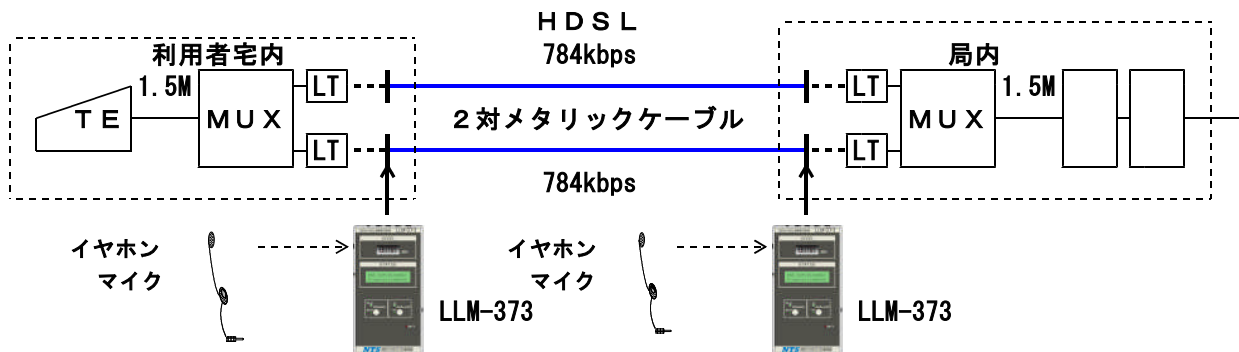 HDSL
784kbps
利用者宅内
局内
1.5M
LT
LT
1.5M
TE
MUX
2対メタリックケーブル
MUX
LT
LT
784kbps
イヤホン
マイク
イヤホン
マイク
LLM-373
LLM-373
NTS